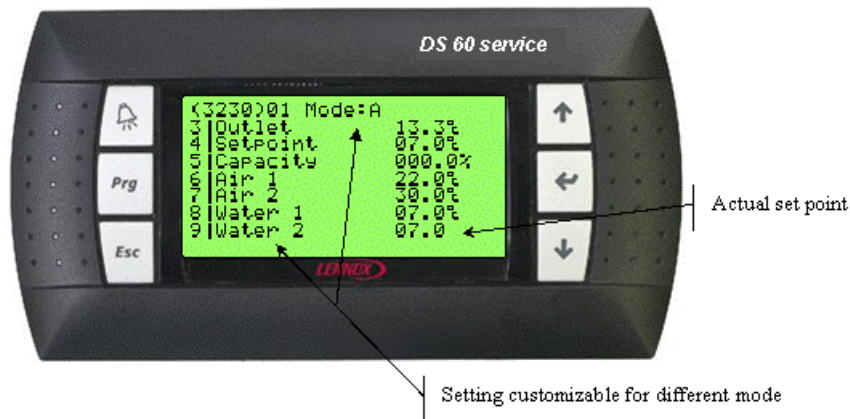 DS 60 service
(3230)01 Mode:A
3|Outlet 13.3℃
4|Setpoint 07.0℃
5|Capacity 000.0%
6|Air 1 22.0℃
7|Air 2 30.0℃
8|Water 1 07.0℃
9|Water 2 07.0
Prg
Esc
LENNOX
Actual set point
Setting customizable for different mode